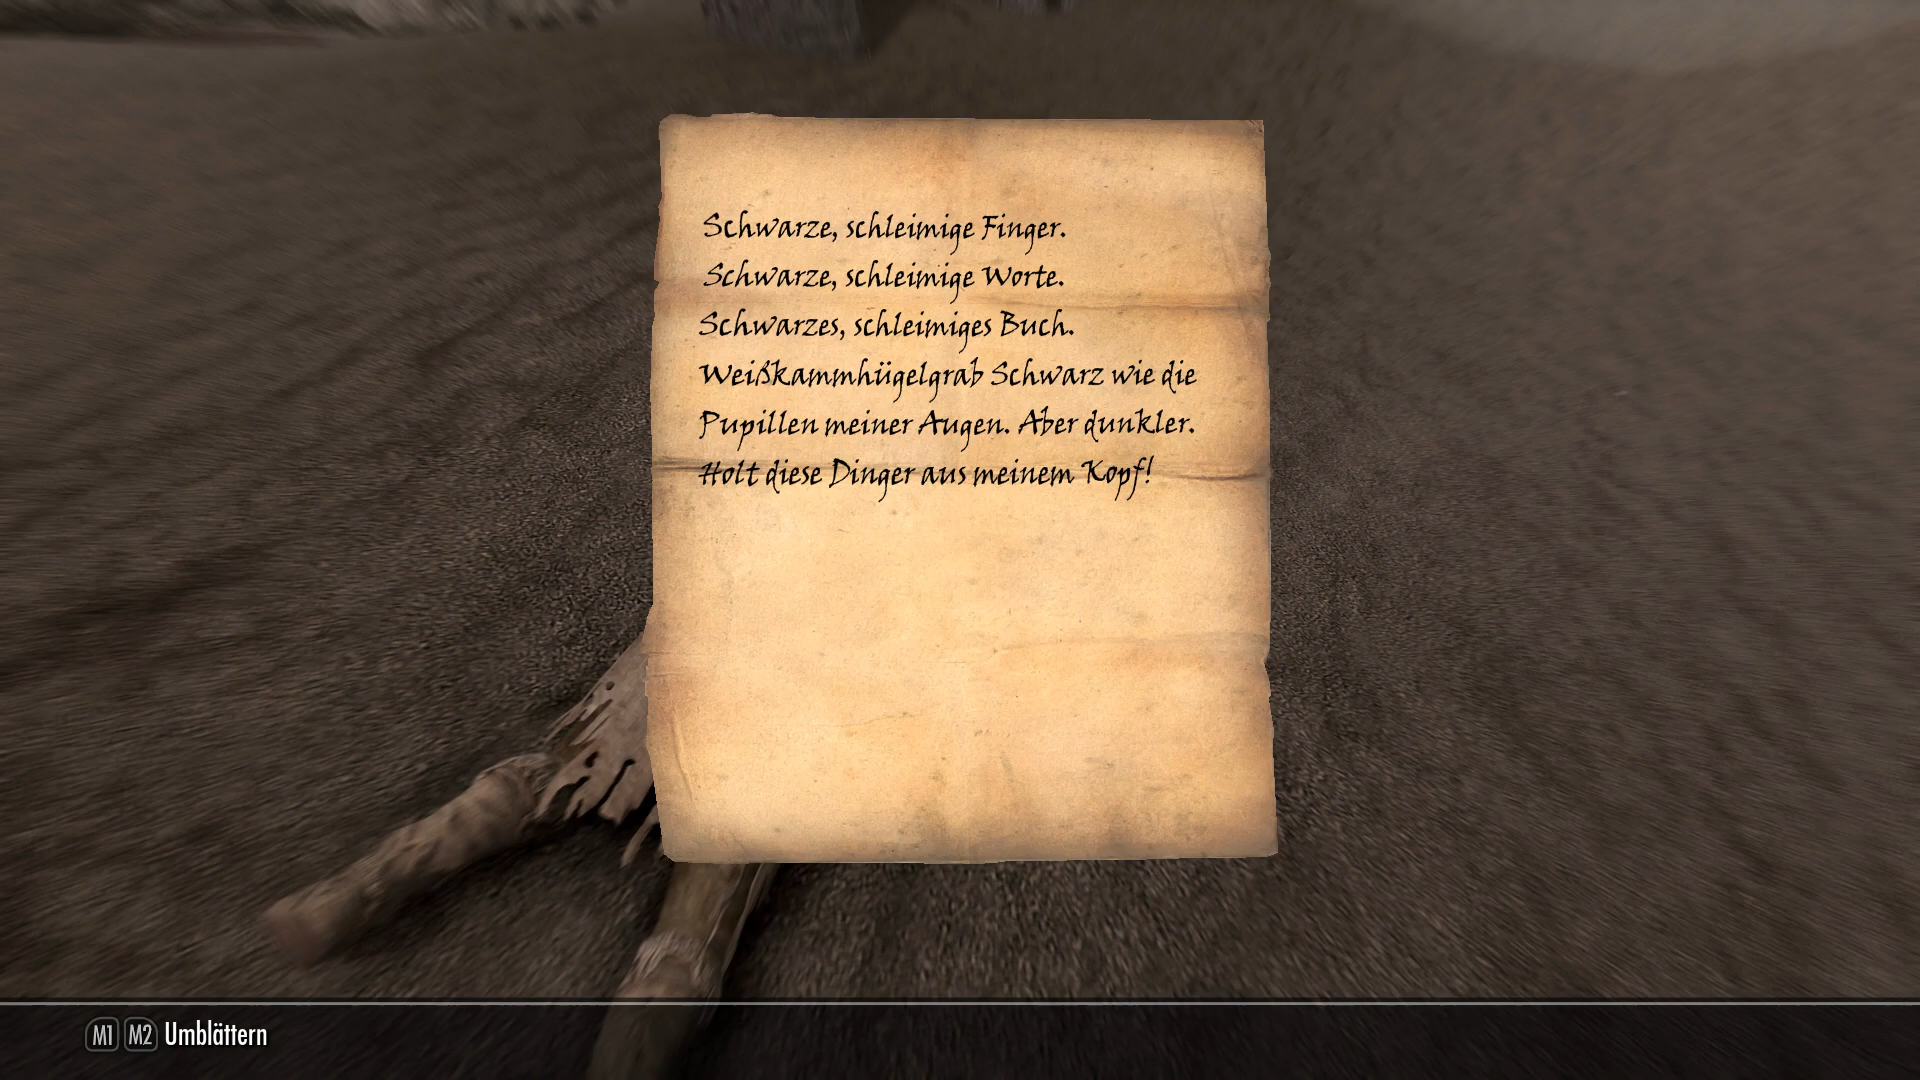 Schwarze, schleimige Finger.
Schwarze, schleimige Worte.
Schwarzes, schleimiges Buch.
Weißkammhügelgrab Schwarz wie die
Pupillen meiner Augen. Aber dunkler.
Holt diese Dinger aus meinem Kopf!
M1 M2 Umblättern